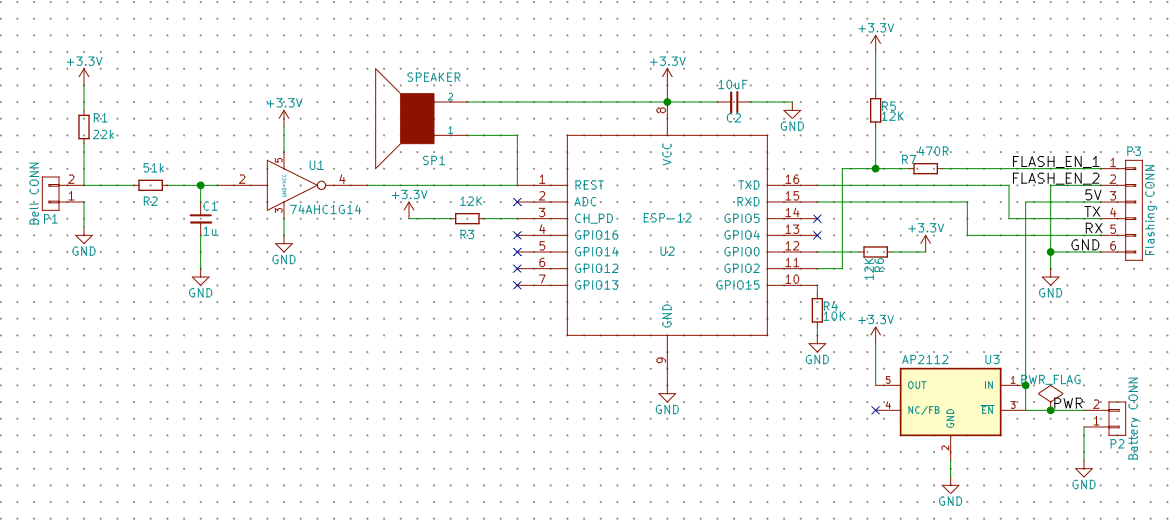 +3.3V
R1
22k
Dell CONN
2
1
P1
GND
51k
R2
C1
1u
GND
+3.3V
5
U1
2
GND
VCC
4
3
74AHC1G14
GND
SPEAKER
2
1
SP1
+3.3V
12K
R3
+3.3V
8
10uF
C2
GND
VCC
1 REST
2 ADC
3 CH_PD
4 GPIO16
5 GPIO14
6 GPIO12
7 GPIO13
ESP-12
U2
TXD 16
RXD 15
GPIO5 14
GPIO4 13
GPIO0 12
GPIO2 11
GPIO15 10
GND
9
GND
+3.3V
R5
12K
R7
470R
12K
R6
+3.3V
R4
10K
GND
P3
FLASH_EN_1 1
FLASH_EN_2 2
5V 3
TX 4
RX 5
GND 6
Flashing CONN
GND
+3.3V
AP2112
U3
5 OUT
IN 1
4 NC/FB
EN 3
GND
2
GND
PWR_FLAG
PWR
2
1
P2
Battery CONN
GND